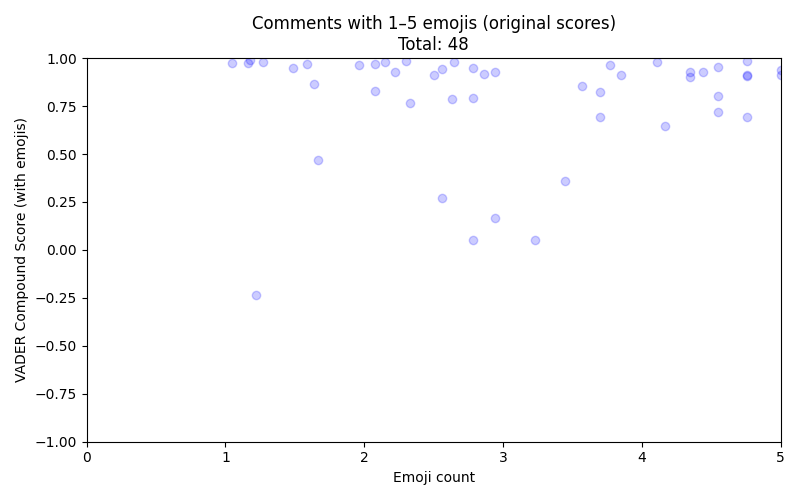 Comments with 1–5 emojis (original scores)
Total: 48
VADER Compound Score (with emojis)
1.00
0.75
0.50
0.25
0.00
−0.25
−0.50
−0.75
−1.00
0 1 2 3 4 5
Emoji count